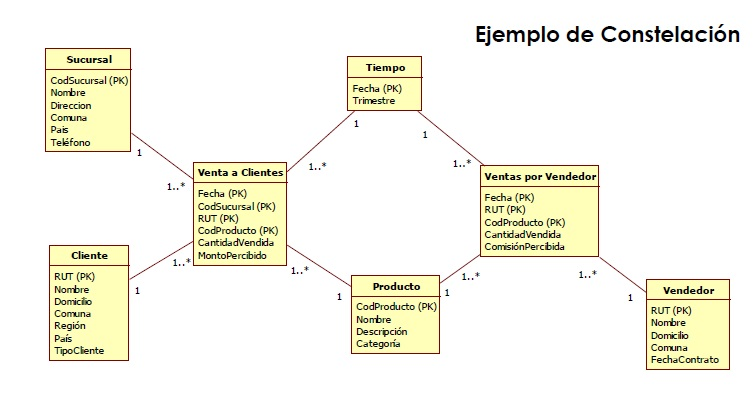 Ejemplo de Constelación
Sucursal
CodSucursal (PK)
Nombre
Direccion
Comuna
Pais
Teléfono
1
1..*
Tiempo
Fecha (PK)
Trimestre
1
1
1..*
1..*
Venta a Clientes
Fecha (PK)
CodSucursal (PK)
RUT (PK)
CodProducto (PK)
CantidadVendida
MontoPercibido
Ventas por Vendedor
Fecha (PK)
RUT (PK)
CodProducto (PK)
CantidadVendida
ComisiónPercibida
Cliente
RUT (PK)
Nombre
Domicilio
Comuna
Región
País
TipoCliente
1
1..*
1..*
1
Producto
CodProducto (PK)
Nombre
Descripción
Categoría
1
1..*
1..*
1
Vendedor
RUT (PK)
Nombre
Domicilio
Comuna
FechaContrato